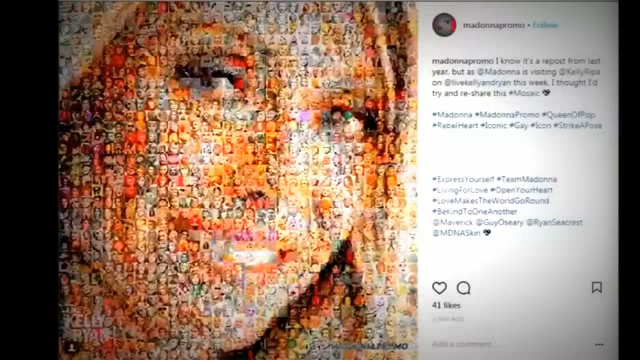 madonnapromo • Follow
madonnapromo I know it's a repost from last
year, but as @Madonna is visiting @KellyRipa
on @livekellyandryan this week, I thought I'd
try and re-share this #Mosaic
#Madonna #MadonnaPromo #QueenOfPop
#RebelHeart #Iconic #Gay #Icon #StrikeAPose
#ExpressYourself #TeamMadonna
#LivingForLove #OpenYourHeart
#LoveMakesTheWorldGoRound
#BeKindToOneAnother
@Maverick @GuyOseary @RyanSeacrest
@MDNASkin
41 likes
Add a comment...